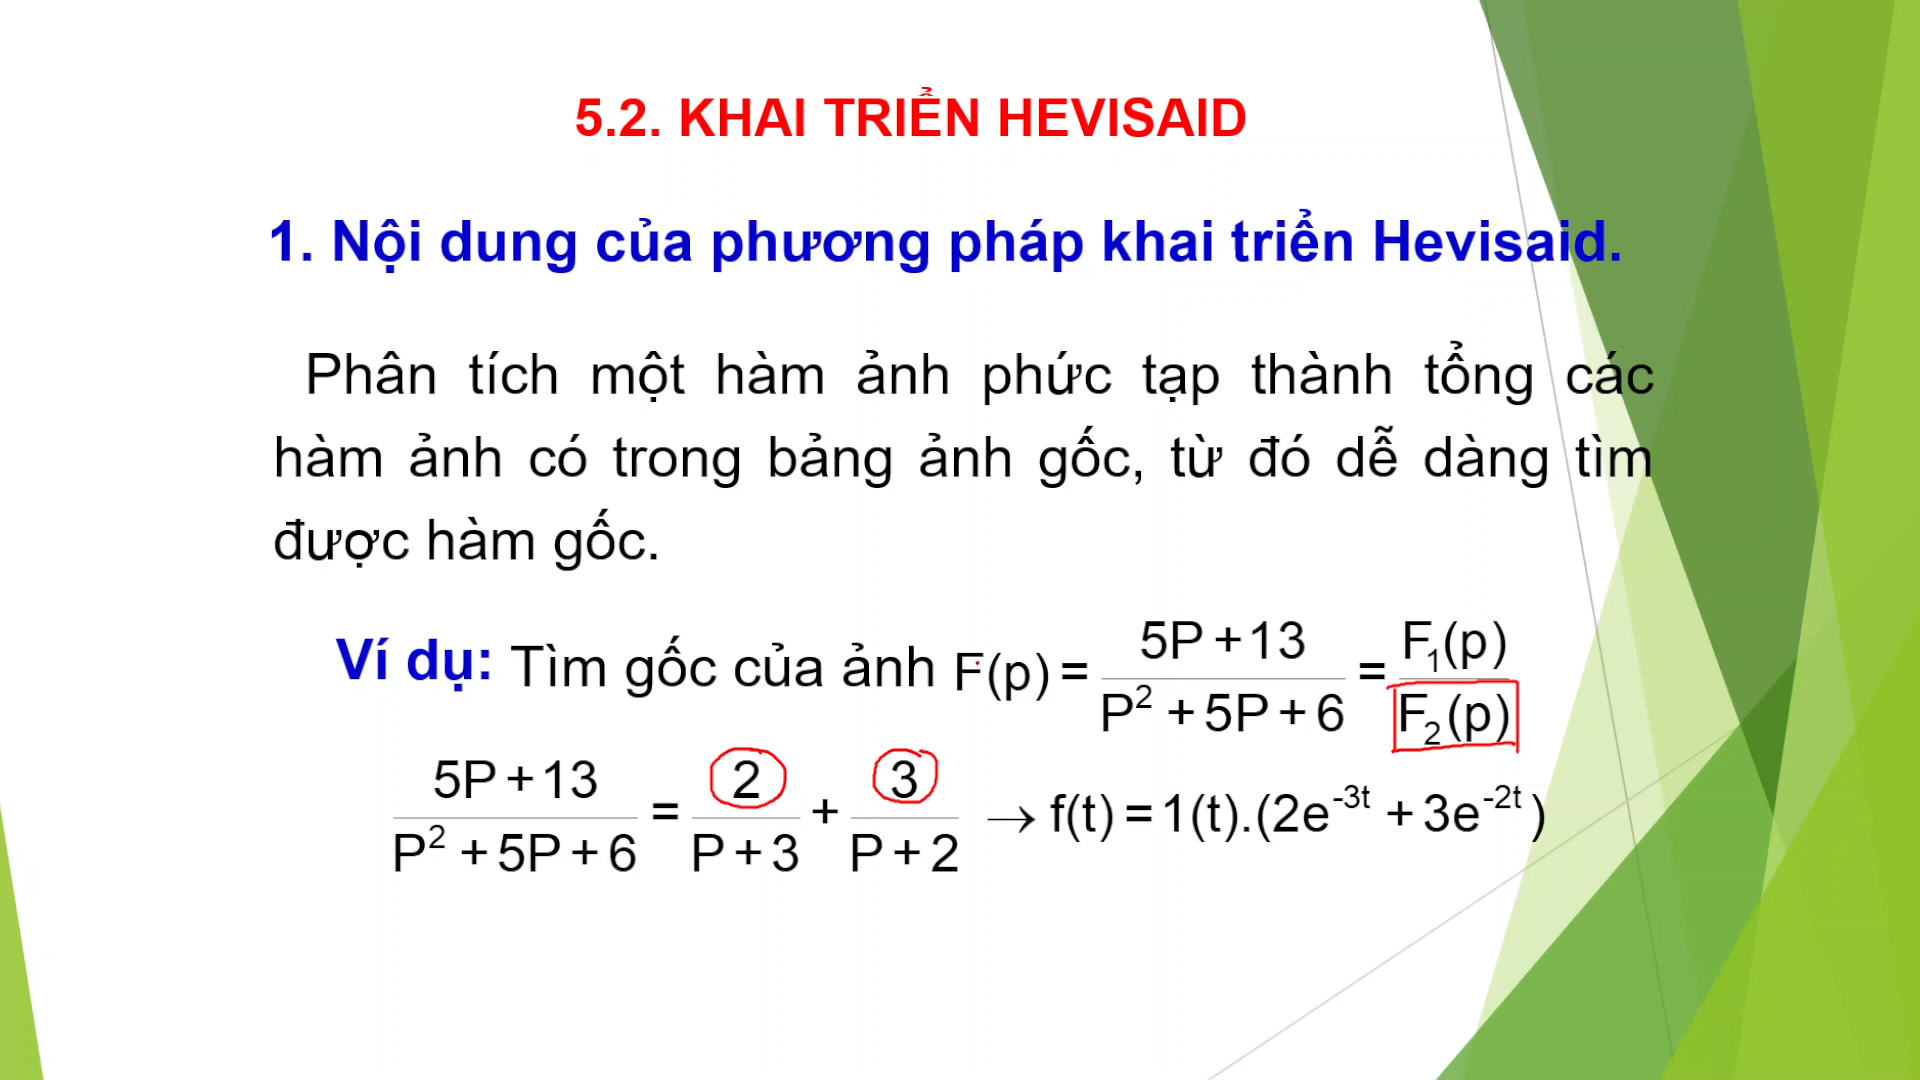 5.2. KHAI TRIỂN HEVISAID
1. Nội dung của phương pháp khai triển Hevisaid.
Phân tích một hàm ảnh phức tạp thành tổng các
hàm ảnh có trong bảng ảnh gốc, từ đó dễ dàng tìm
được hàm gốc.
Ví dụ: Tìm gốc của ảnh F(p) = (5P + 13)/(P² + 5P + 6) = F₁(p)/F₂(p)
(5P + 13)/(P² + 5P + 6) = 2/(P + 3) + 3/(P + 2) → f(t) = 1(t).(2e⁻³ᵗ + 3e⁻²ᵗ)